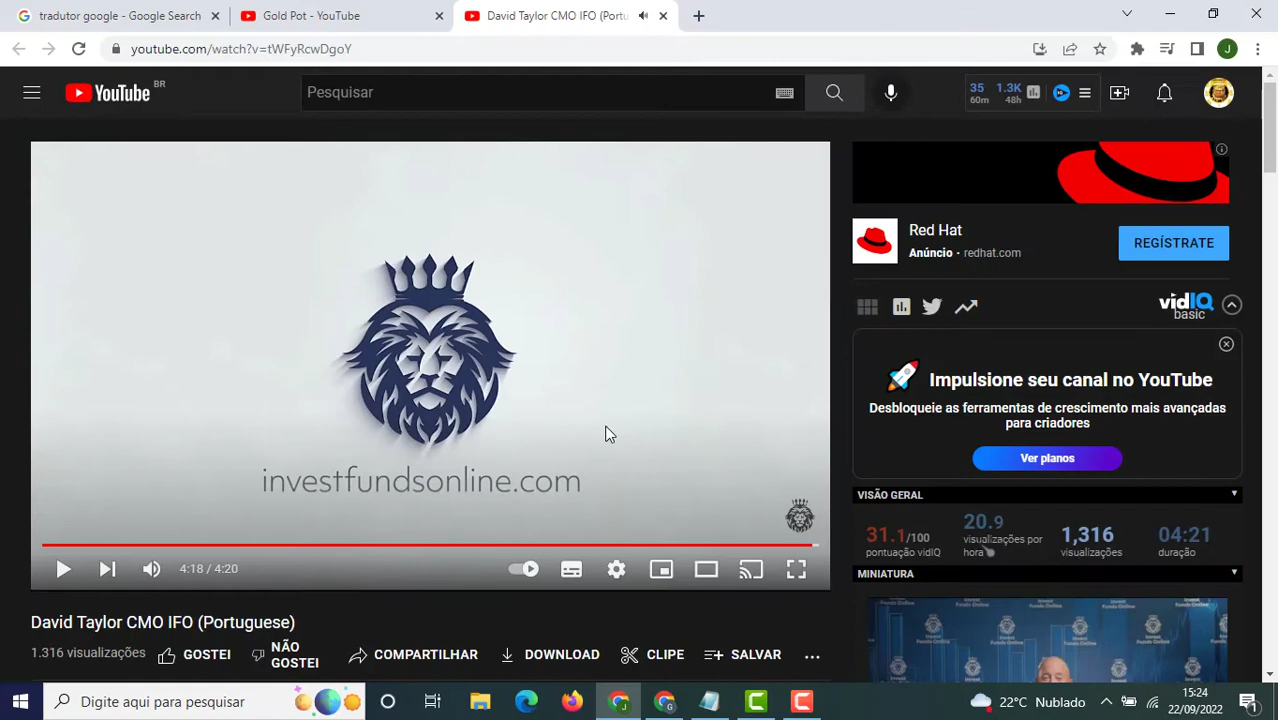 tradutor google - Google Search
Gold Pot - YouTube
David Taylor CMO IFO (Portu
youtube.com/watch?v=tWFyRcwDgoY
J
YouTube BR
Pesquisar
35 1.3K
60m 48h
Red Hat
Anúncio - redhat.com
REGÍSTRATE
vidIQ
basic
Impulsione seu canal no YouTube
Desbloqueie as ferramentas de crescimento mais avançadas
para criadores
Ver planos
investfundsonline.com
VISÃO GERAL
31.1/100 20.9 1,316 04:21
pontuação vidIQ visualizações por hora visualizações duração
MINIATURA
4:18 / 4:20
David Taylor CMO IFO (Portuguese)
1.316 visualizações GOSTEI NÃO GOSTEI COMPARTILHAR DOWNLOAD CLIPE SALVAR
Digite aqui para pesquisar
22°C Nublado
15:24
22/09/2022
1